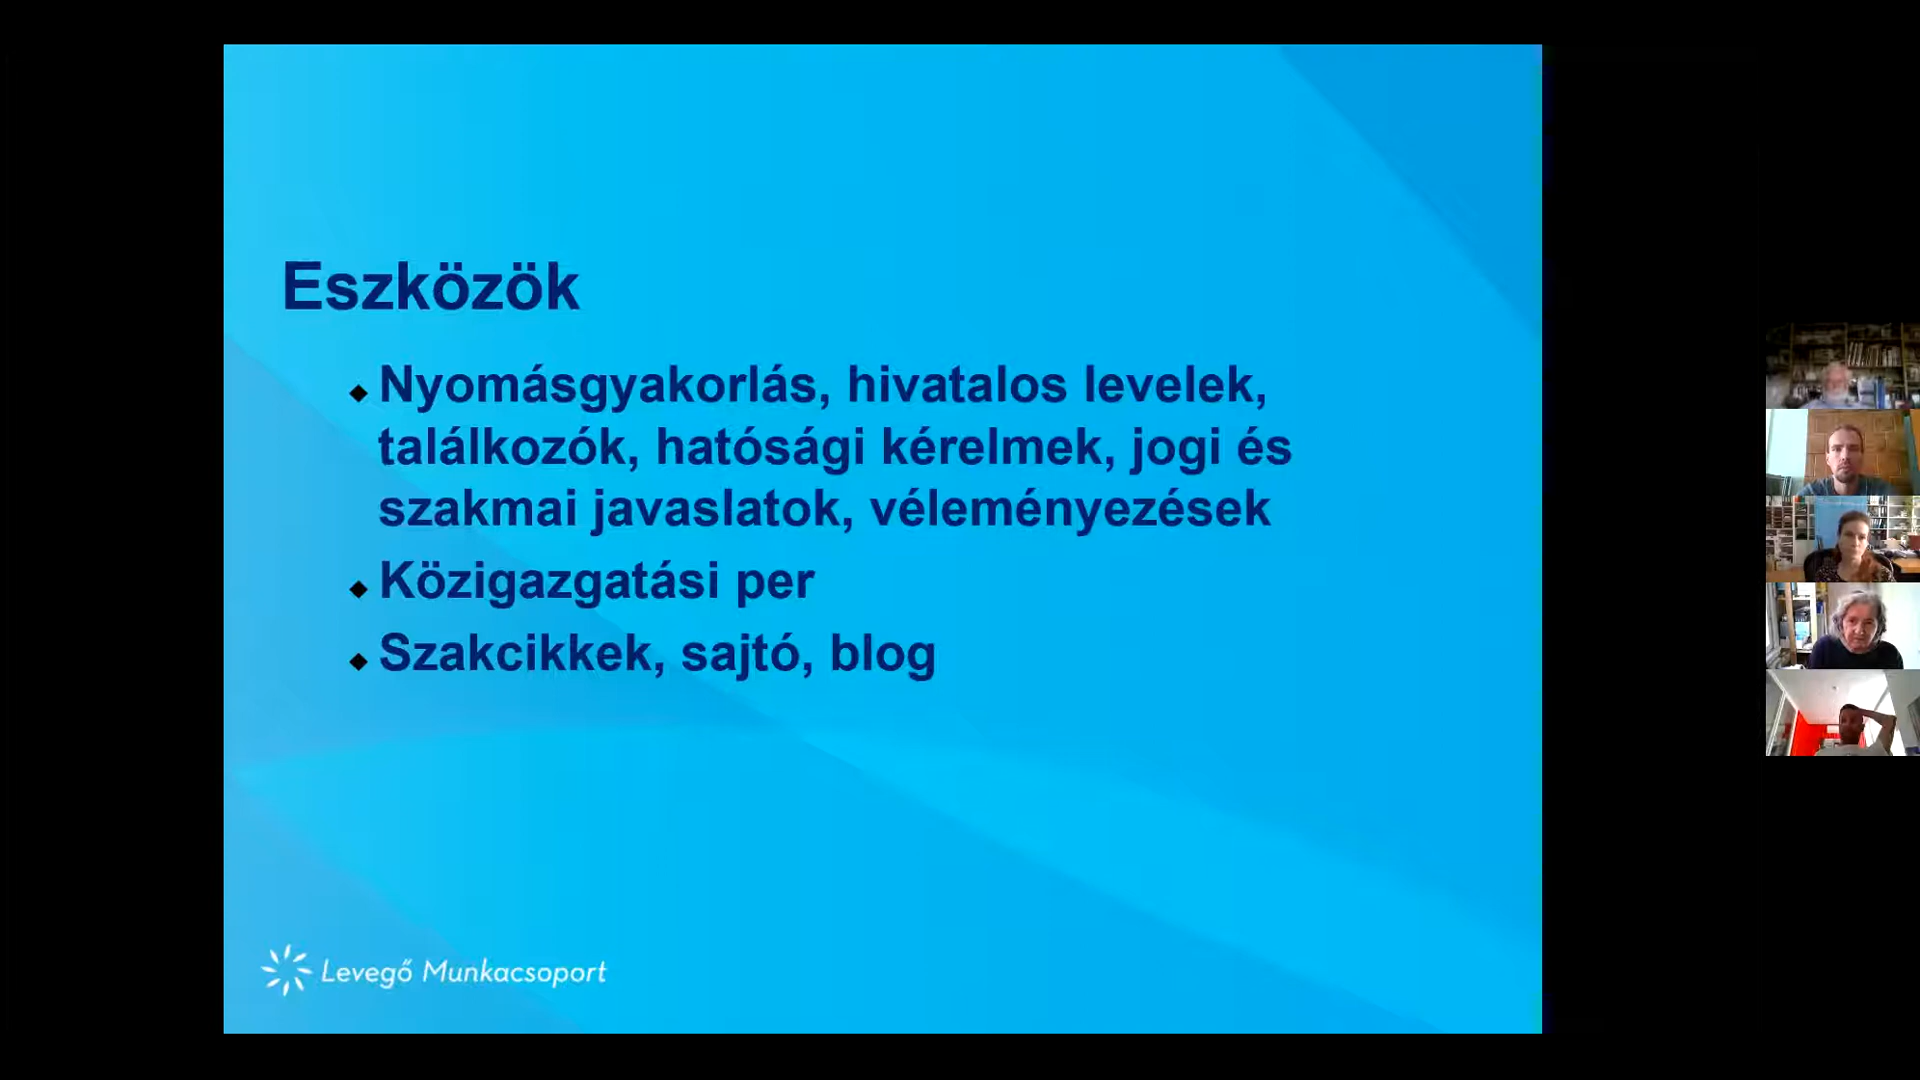 Eszközök
Nyomásgyakorlás, hivatalos levelek,
találkozók, hatósági kérelmek, jogi és
szakmai javaslatok, véleményezések
Közigazgatási per
Szakcikkek, sajtó, blog
Levegő Munkacsoport